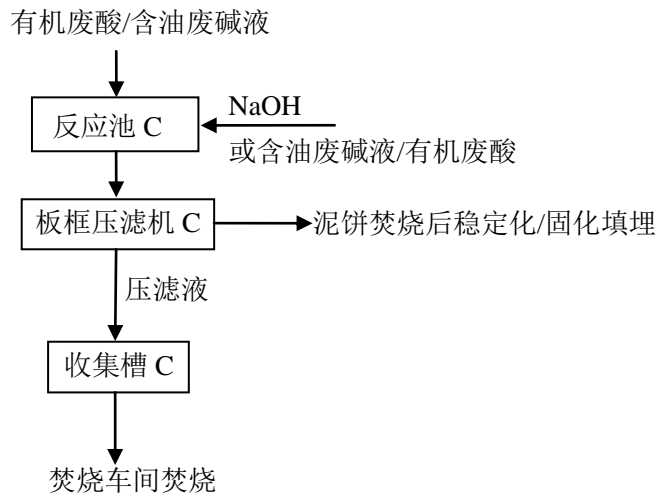 有机废酸/含油废碱液
NaOH
反应池 C
或含油废碱液/有机废酸
板框压滤机 C
泥饼焚烧后稳定化/固化填埋
压滤液
收集槽 C
焚烧车间焚烧